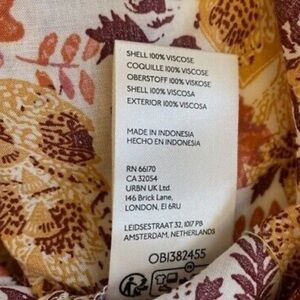 SHELL 100% VISCOSE
COQUILLE 100% VISCOSE
OBERSTOFF 100% VISKOSE
SHELL 100% VISCOSA
EXTERIOR 100% VISCOSA
MADE IN INDONESIA
HECHO EN INDONESIA
RN 66170
CA 32054
URBN UK Ltd.
146 Brick Lane,
LONDON, E1 6RU
LEIDSESTRAAT 32, 1017 PB
AMSTERDAM, NETHERLANDS
OB1382455